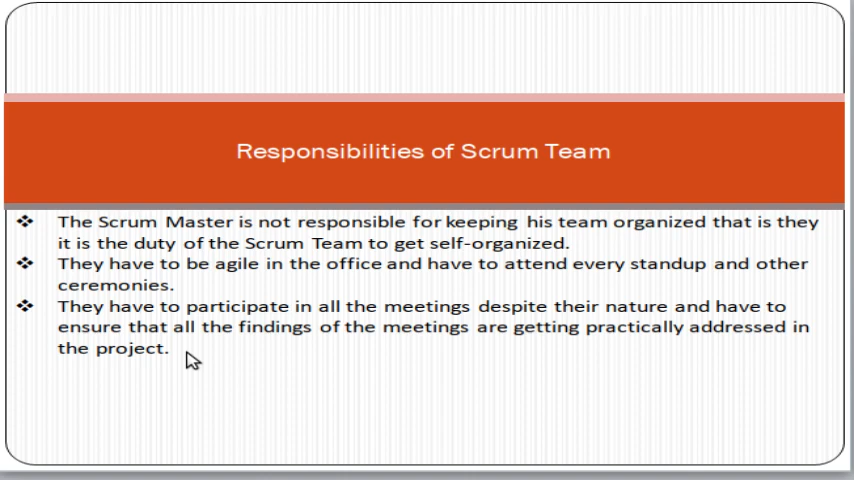 Responsibilities of Scrum Team
❖ The Scrum Master is not responsible for keeping his team organized that is they
it is the duty of the Scrum Team to get self-organized.
❖ They have to be agile in the office and have to attend every standup and other
ceremonies.
❖ They have to participate in all the meetings despite their nature and have to
ensure that all the findings of the meetings are getting practically addressed in
the project.